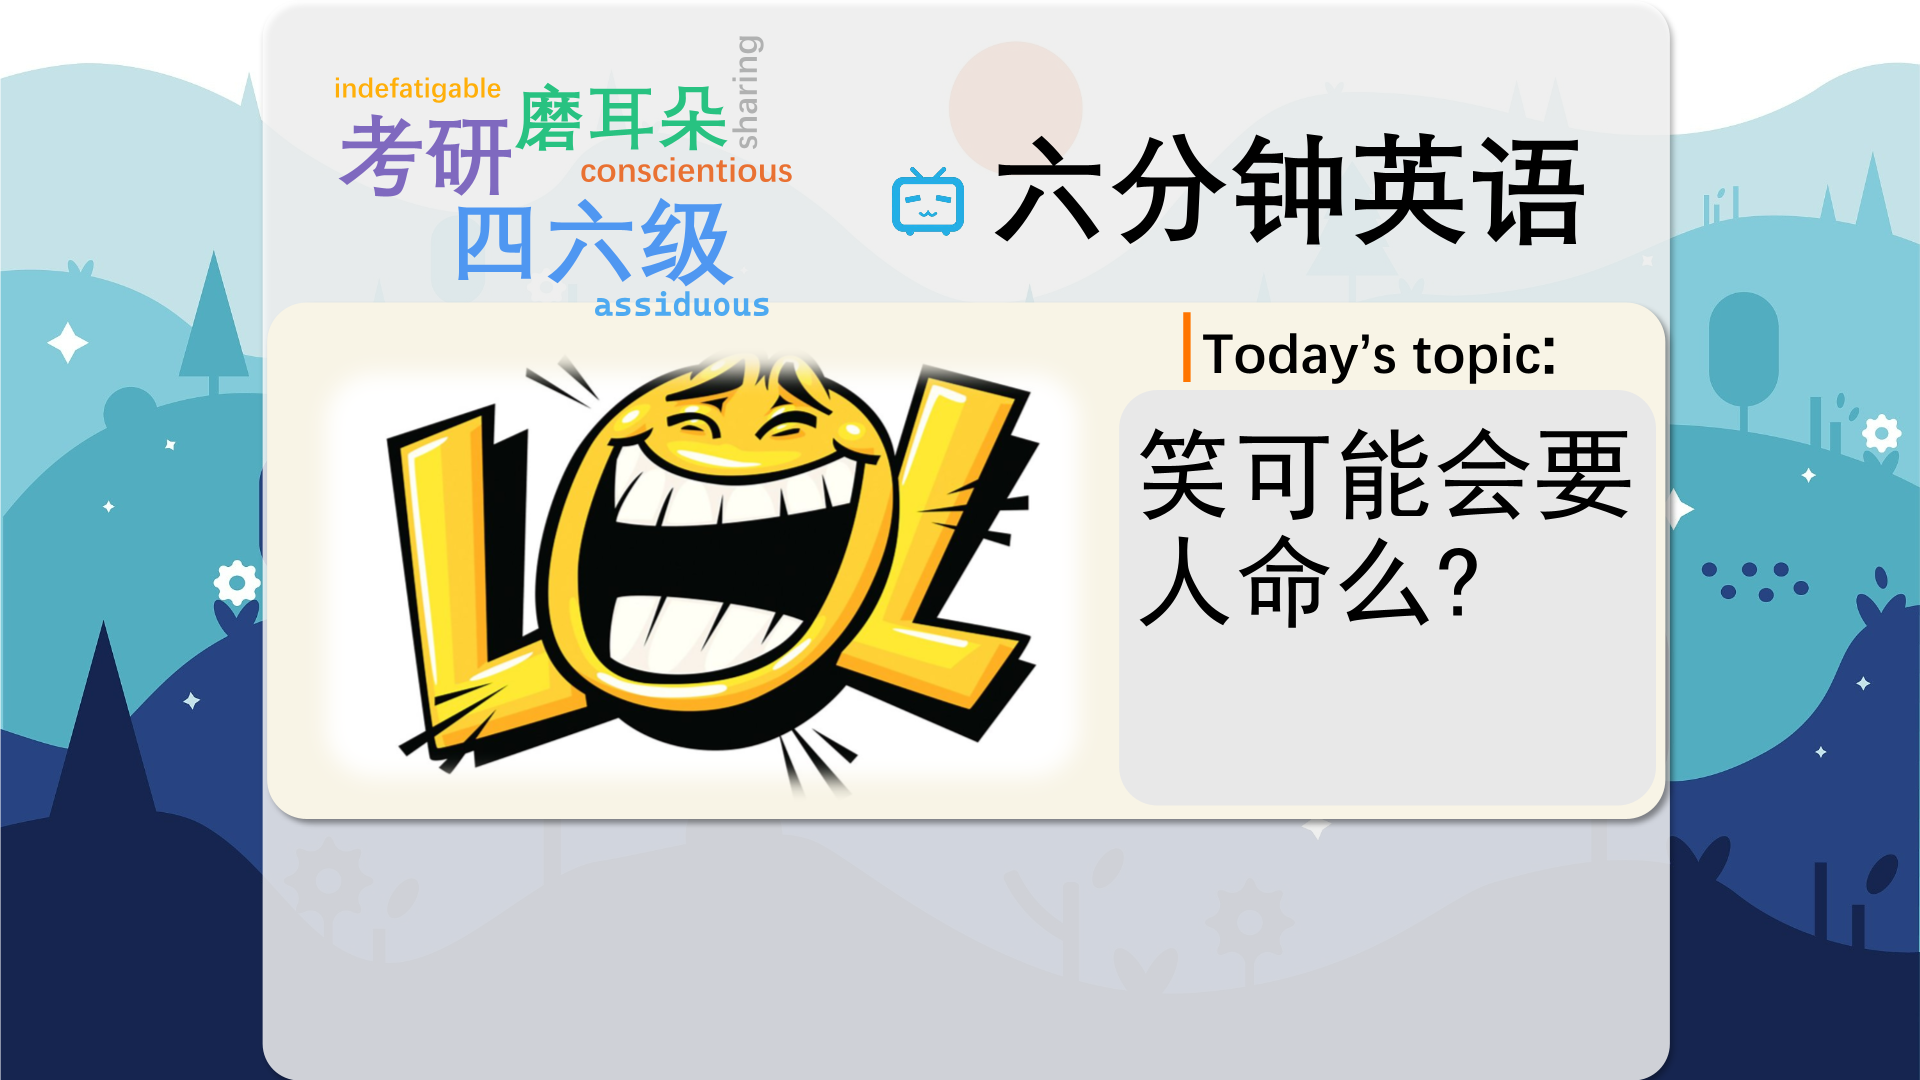 indefatigable
考研
磨耳朵
sharing
conscientious
四六级
assiduous
六分钟英语
Today’s topic:
LOL
笑可能会要
人命么?